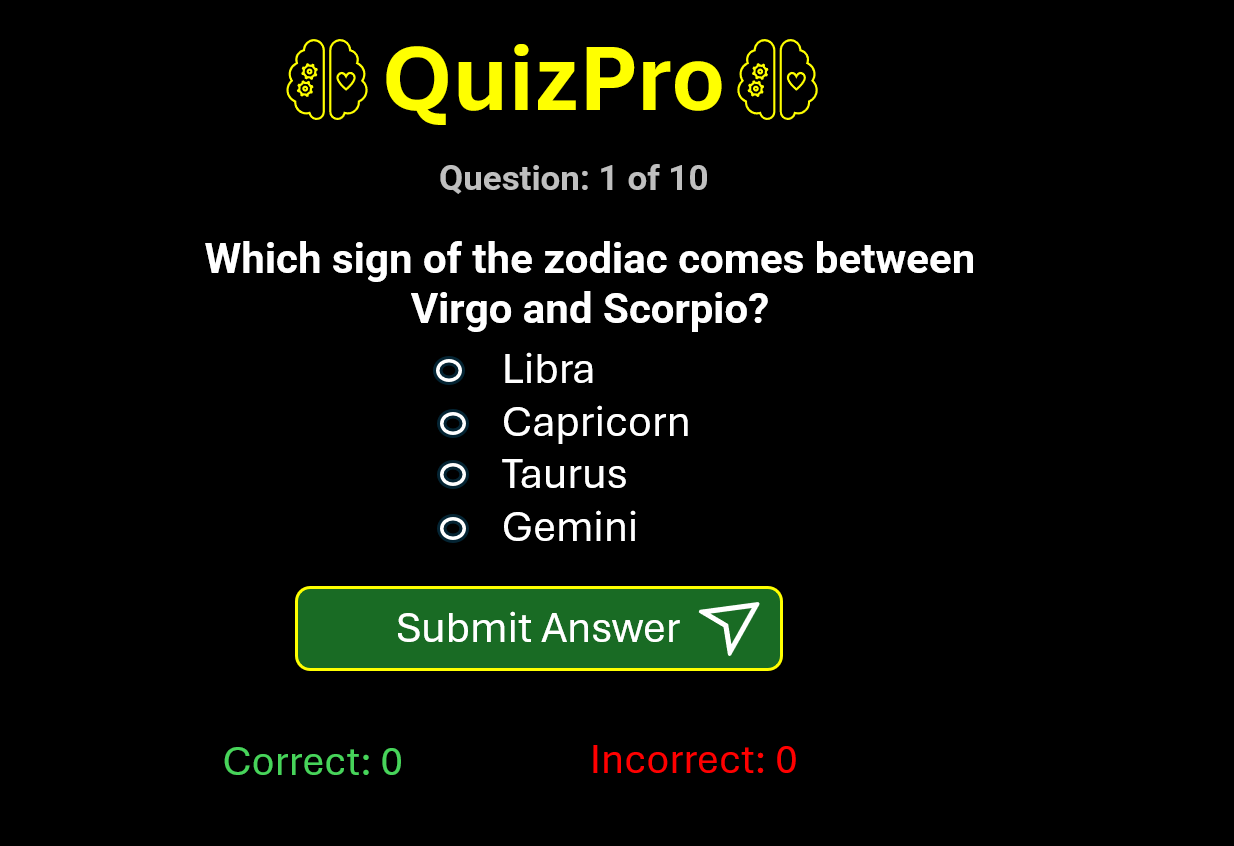 QuizPro
Question: 1 of 10
Which sign of the zodiac comes between
Virgo and Scorpio?
Libra
Capricorn
Taurus
Gemini
Submit Answer
Correct: 0
Incorrect: 0